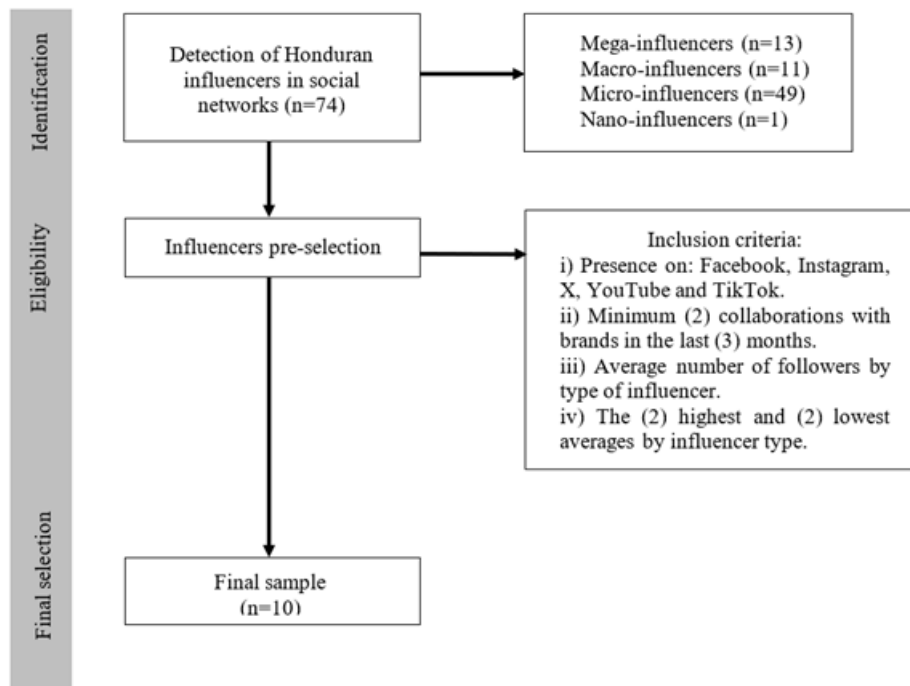 Identification
Detection of Honduran
influencers in social
networks (n=74)
Mega-influencers (n=13)
Macro-influencers (n=11)
Micro-influencers (n=49)
Nano-influencers (n=1)
Eligibility
Influencers pre-selection
Inclusion criteria:
i) Presence on: Facebook, Instagram,
X, YouTube and TikTok.
ii) Minimum (2) collaborations with
brands in the last (3) months.
iii) Average number of followers by
type of influencer.
iv) The (2) highest and (2) lowest
averages by influencer type.
Final selection
Final sample
(n=10)